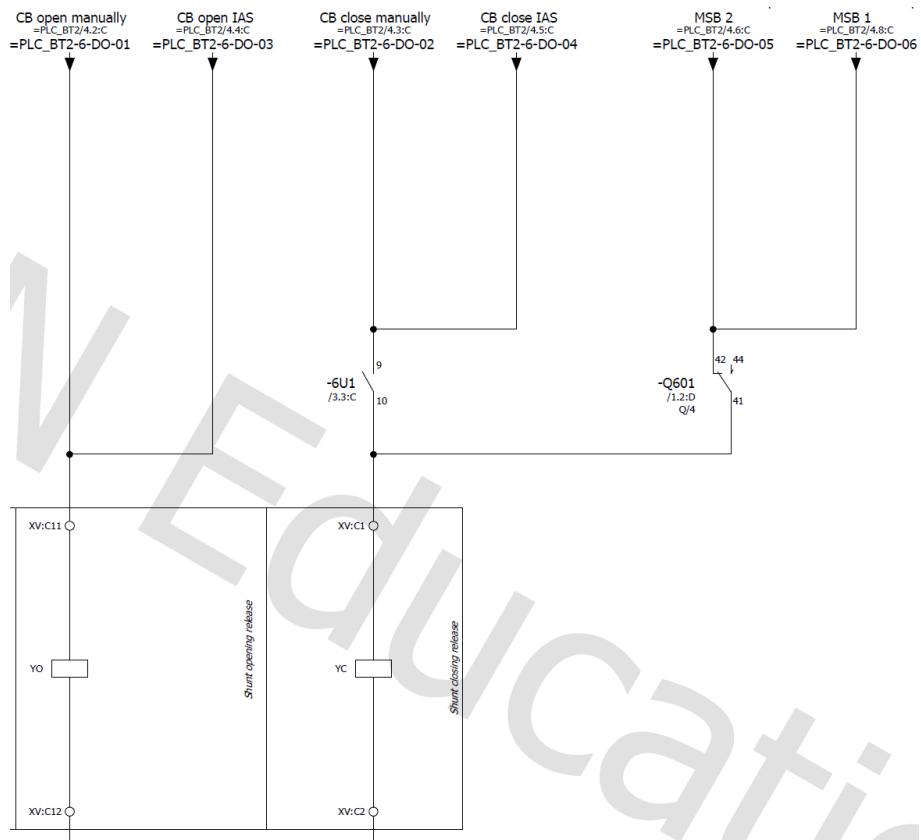 CB open manually
=PLC_BT2/4.2:C
=PLC_BT2-6-DO-01
CB open IAS
=PLC_BT2/4.4:C
=PLC_BT2-6-DO-03
CB close manually
=PLC_BT2/4.3:C
=PLC_BT2-6-DO-02
CB close IAS
=PLC_BT2/4.5:C
=PLC_BT2-6-DO-04
MSB 2
=PLC_BT2/4.6:C
=PLC_BT2-6-DO-05
MSB 1
=PLC_BT2/4.8:C
=PLC_BT2-6-DO-06
9
-6U1
/3.3:C
10
42 44
-Q601
/1.2:D
Q/4
41
XV:C11
XV:C1
Shunt opening release
Shunt closing release
YO
YC
XV:C12
XV:C2